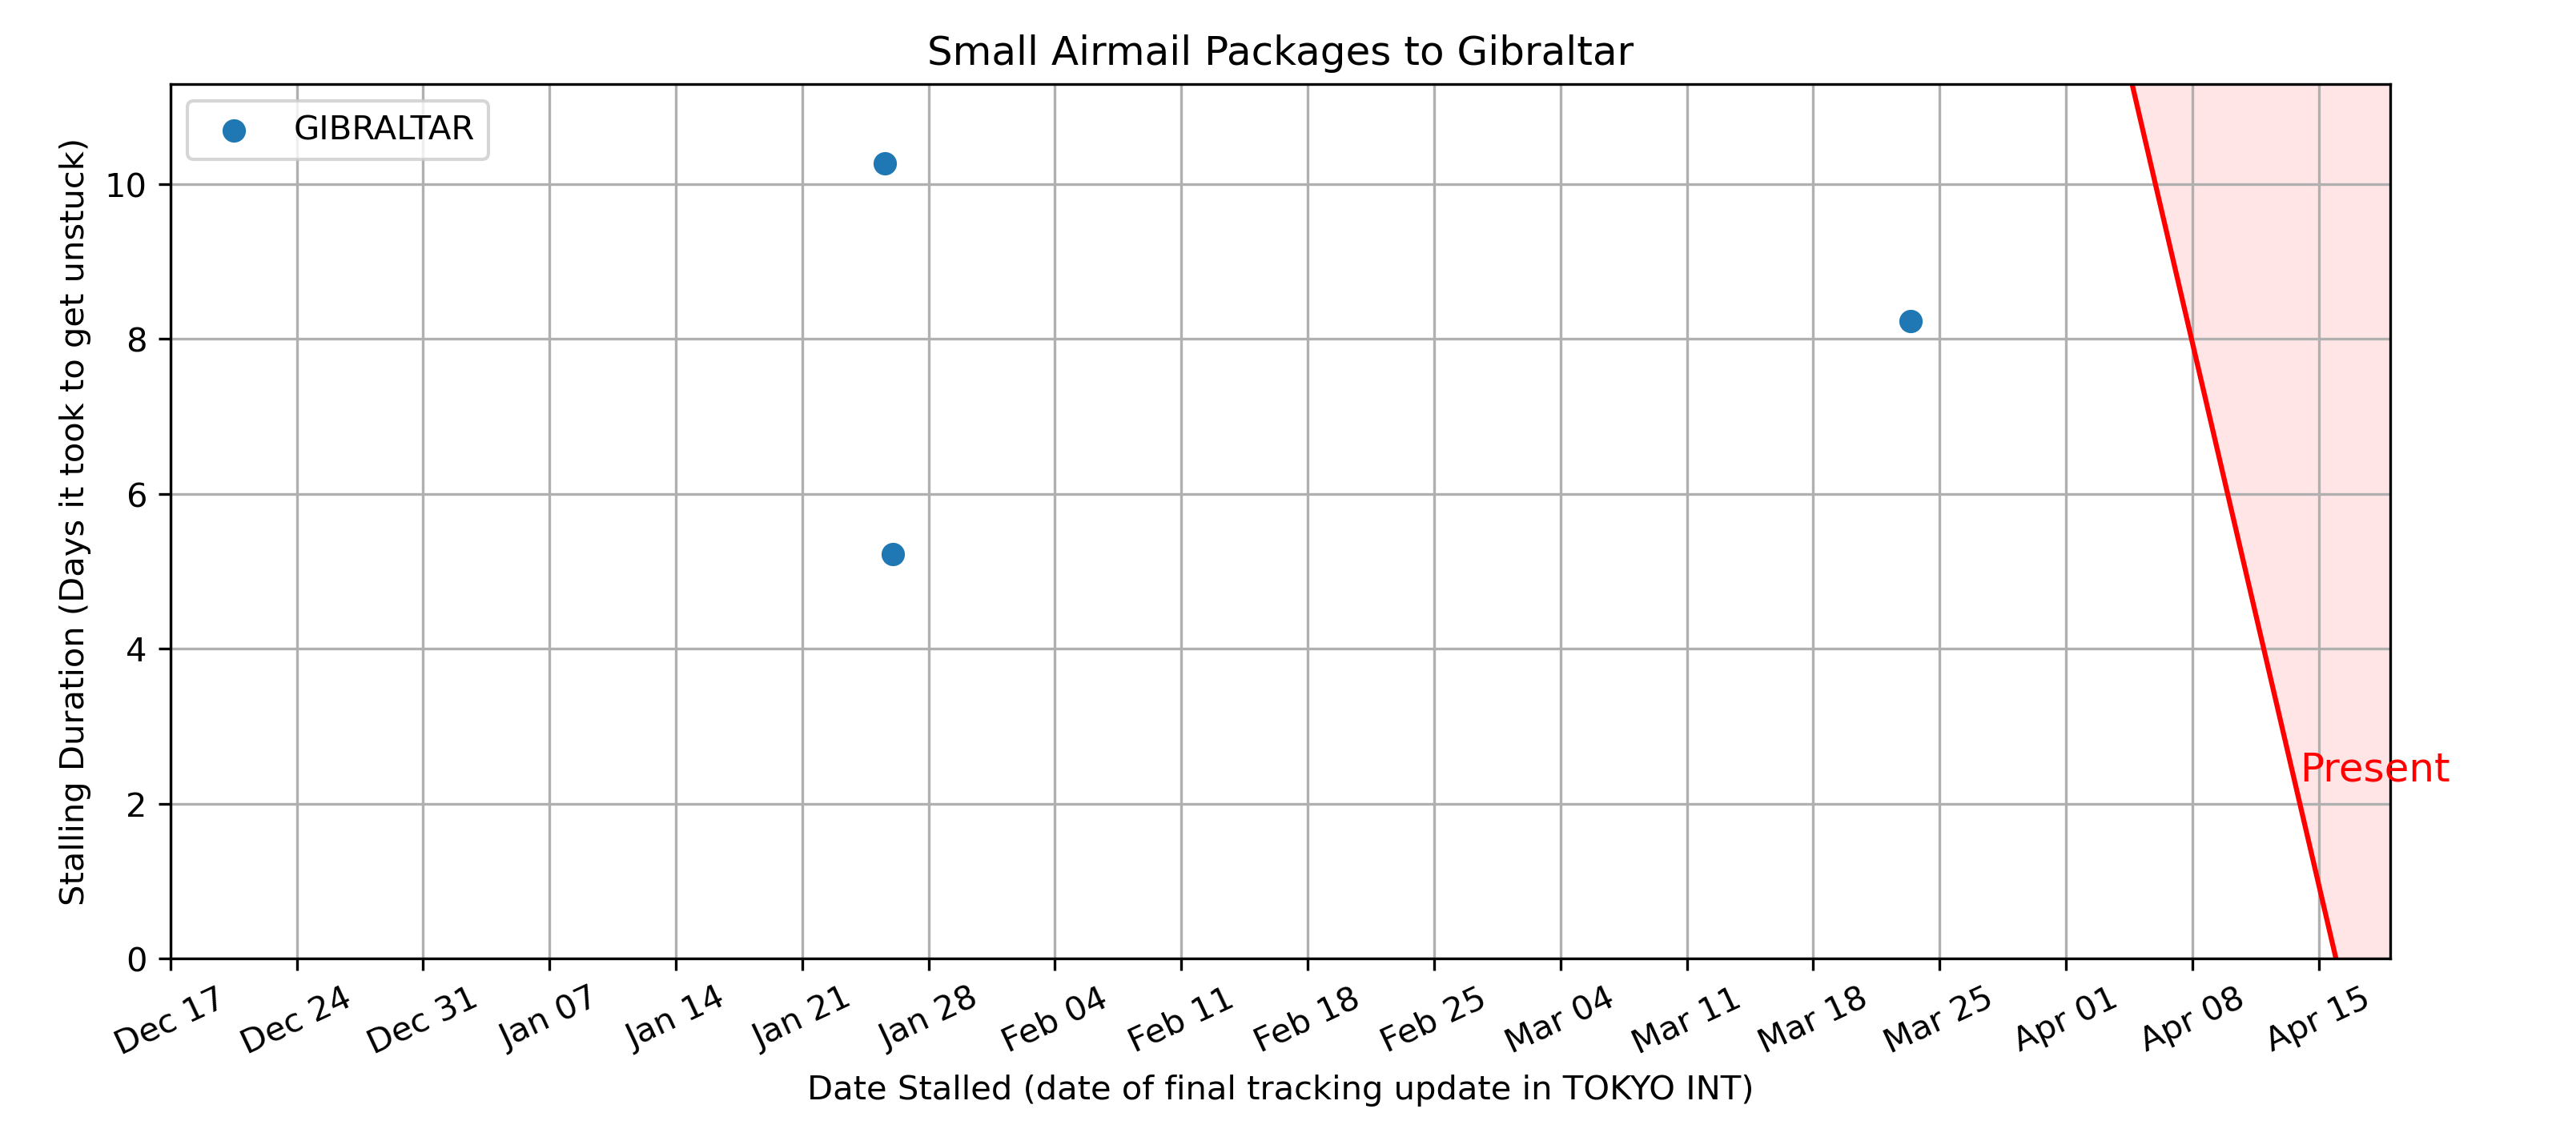 Small Airmail Packages to Gibraltar
GIBRALTAR
Stalling Duration (Days it took to get unstuck)
10
8
6
4
2
0
Present
Dec 17 Dec 24 Dec 31 Jan 07 Jan 14 Jan 21 Jan 28 Feb 04 Feb 11 Feb 18 Feb 25 Mar 04 Mar 11 Mar 18 Mar 25 Apr 01 Apr 08 Apr 15
Date Stalled (date of final tracking update in TOKYO INT)